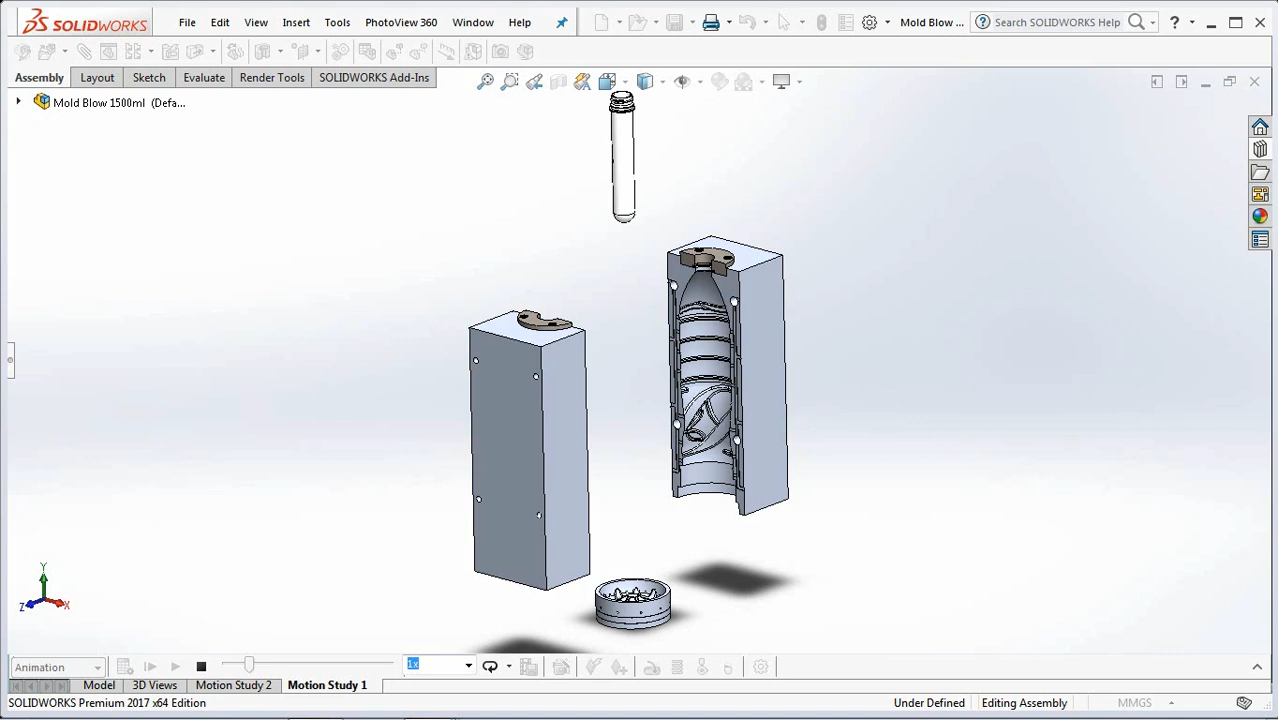 SOLIDWORKS File Edit View Insert Tools PhotoView 360 Window Help Mold Blow ... Search SOLIDWORKS Help ?
Assembly Layout Sketch Evaluate Render Tools SOLIDWORKS Add-Ins
Mold Blow 1500ml (Defa...
Y
Z X
Animation 1x
Model 3D Views Motion Study 2 Motion Study 1
SOLIDWORKS Premium 2017 x64 Edition Under Defined Editing Assembly MMGS